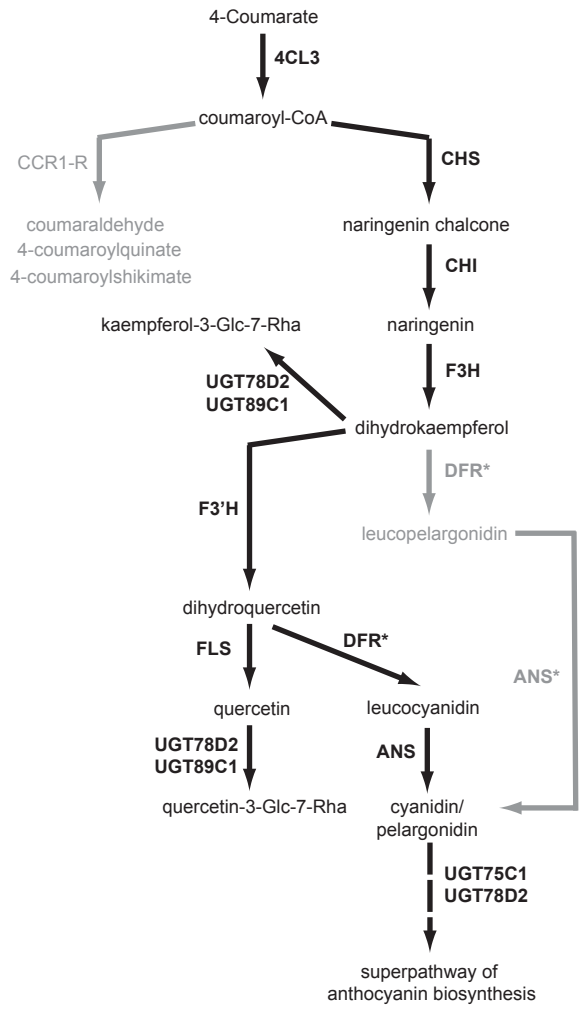 4-Coumarate
4CL3
coumaroyl-CoA
CCR1-R
CHS
coumaraldehyde
4-coumaroylquinate
4-coumaroylshikimate
naringenin chalcone
CHI
kaempferol-3-Glc-7-Rha
naringenin
UGT78D2
UGT89C1
F3H
dihydrokaempferol
DFR*
F3’H
leucopelargonidin
dihydroquercetin
FLS
DFR*
ANS*
quercetin
leucocyanidin
UGT78D2
UGT89C1
ANS
quercetin-3-Glc-7-Rha
cyanidin/
pelargonidin
UGT75C1
UGT78D2
superpathway of
anthocyanin biosynthesis